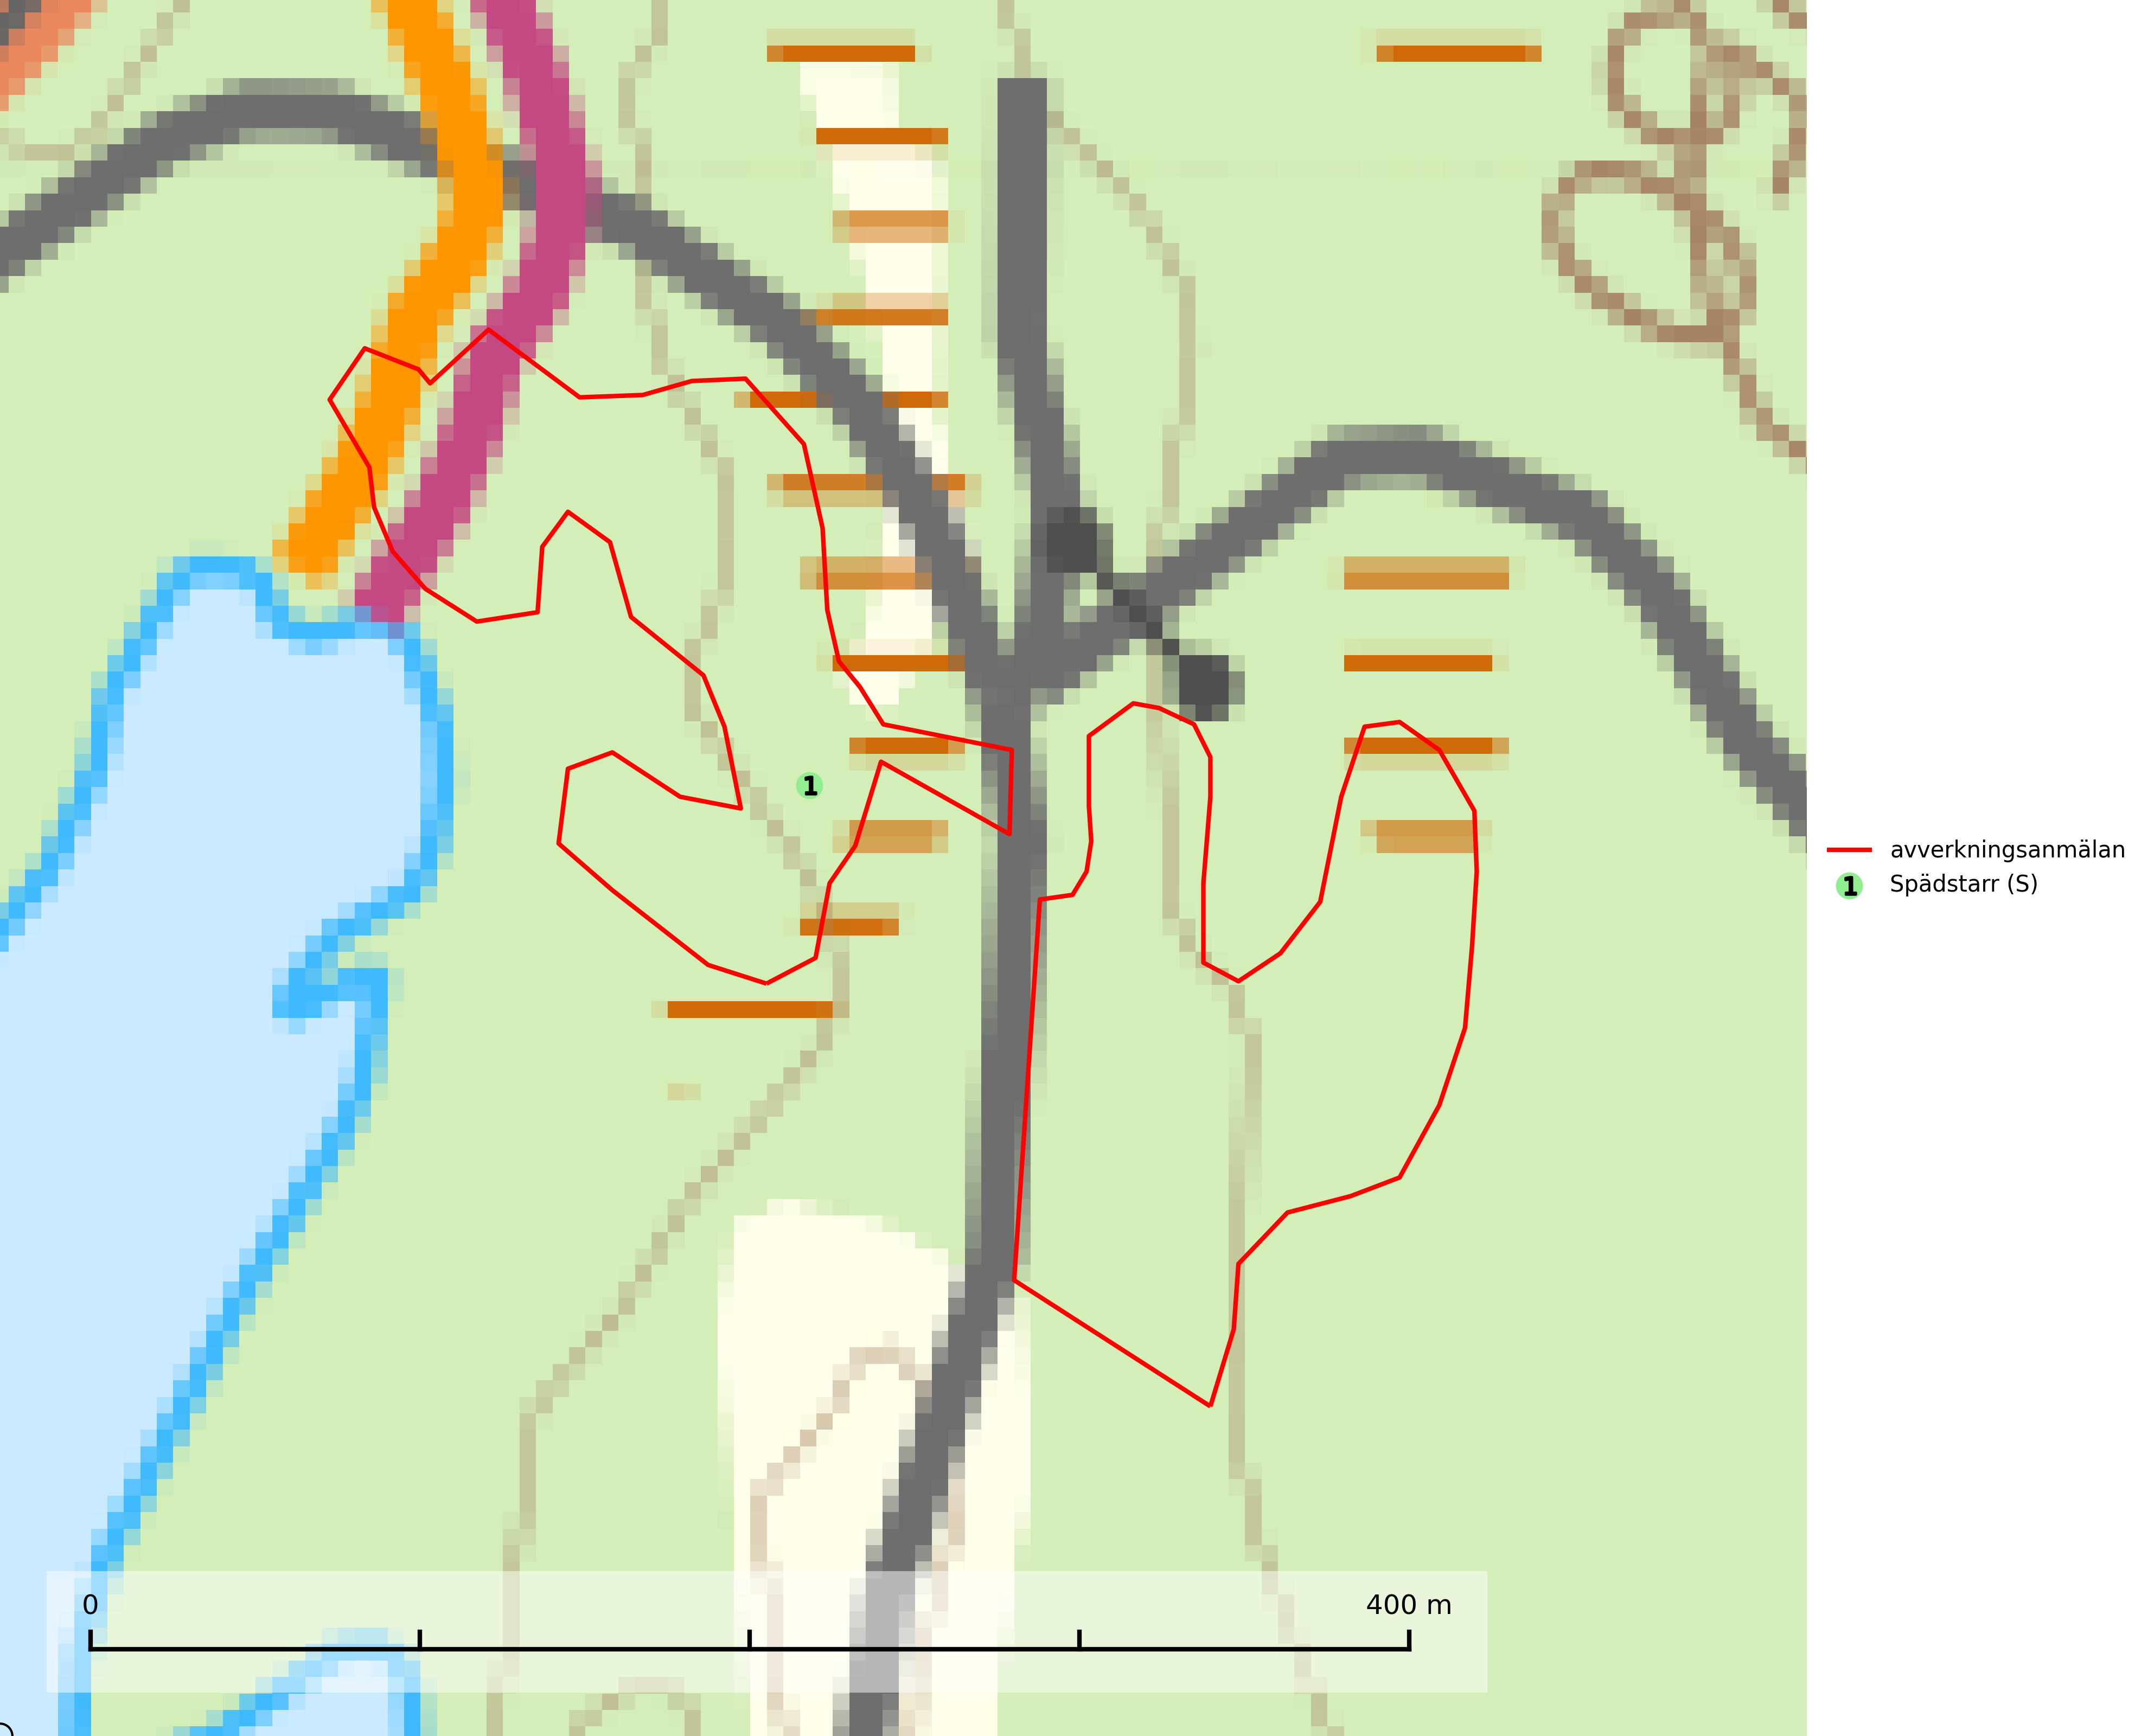 1
avverkningsanmälan
1 Spädstarr (S)
0 400 m